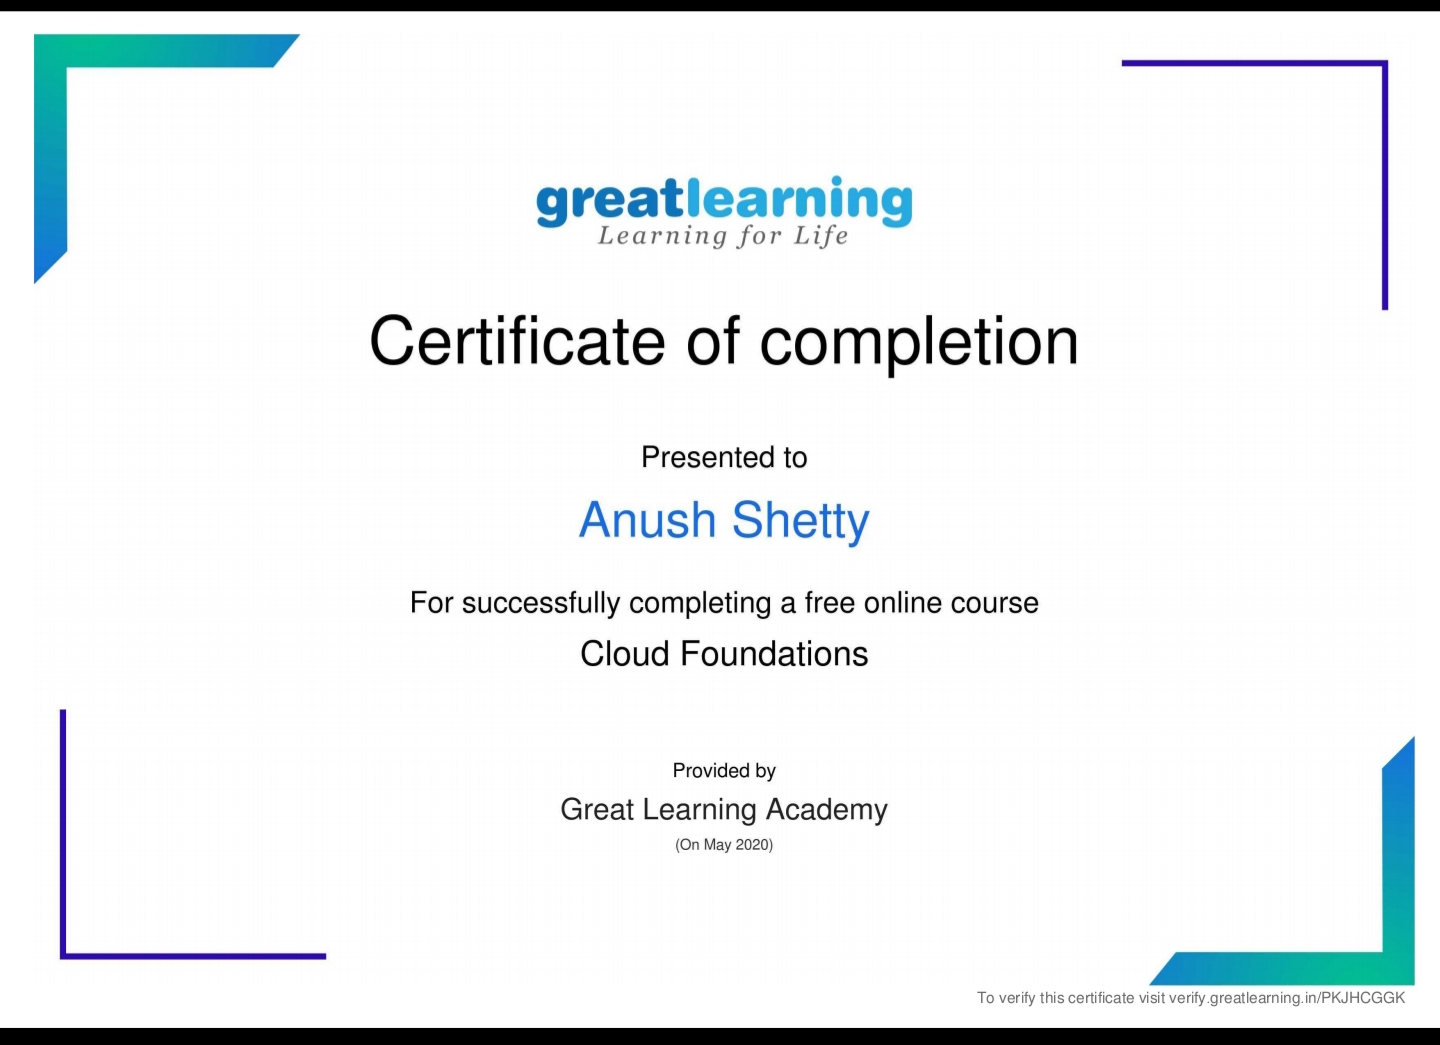 greatlearning
Learning for Life
Certificate of completion
Presented to
Anush Shetty
For successfully completing a free online course
Cloud Foundations
Provided by
Great Learning Academy
(On May 2020)
To verify this certificate visit verify.greatlearning.in/PKJHCGGK